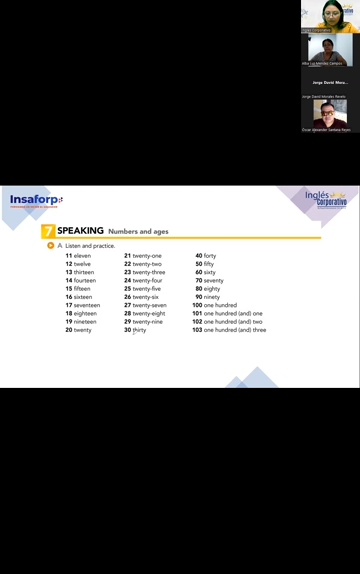 Jorge David Mora...
Insaforp
Inglés
Corporativo
7 SPEAKING Numbers and ages
A Listen and practice.
11 eleven 21 twenty-one 40 forty
12 twelve 22 twenty-two 50 fifty
13 thirteen 23 twenty-three 60 sixty
14 fourteen 24 twenty-four 70 seventy
15 fifteen 25 twenty-five 80 eighty
16 sixteen 26 twenty-six 90 ninety
17 seventeen 27 twenty-seven 100 one hundred
18 eighteen 28 twenty-eight 101 one hundred (and) one
19 nineteen 29 twenty-nine 102 one hundred (and) two
20 twenty 30 thirty 103 one hundred (and) three